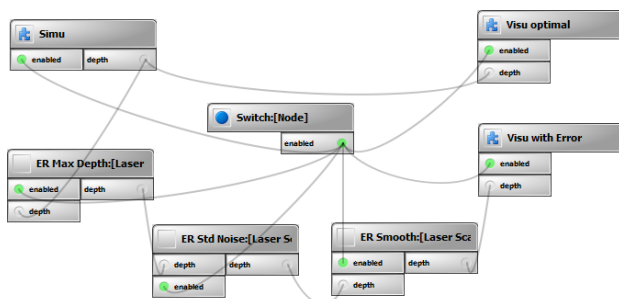 Simu
enabled depth
Visu optimal
enabled
depth
Switch:[Node]
enabled
Visu with Error
enabled
depth
ER Max Depth:[Laser
enabled depth
depth
ER Std Noise:[Laser S
depth depth
enabled
ER Smooth:[Laser Sca
enabled depth
depth